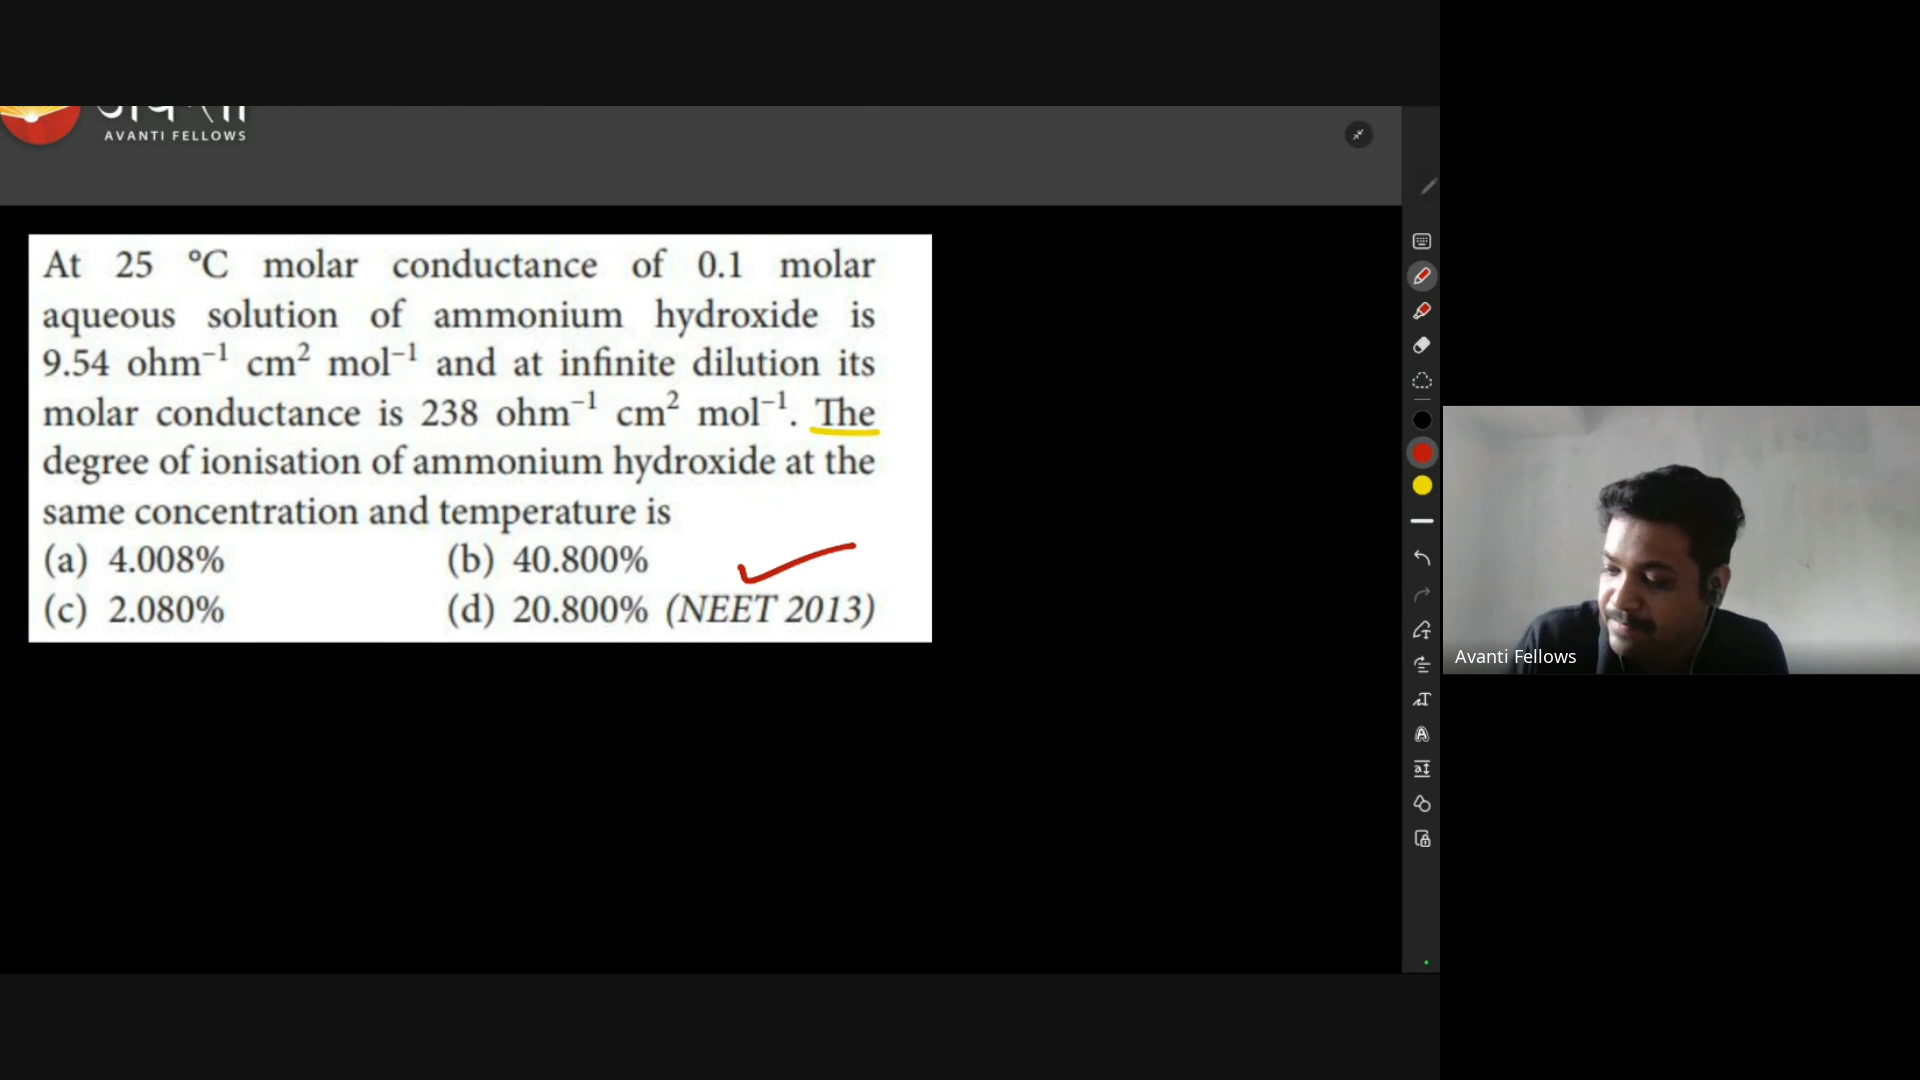 AVANTI FELLOWS
At 25 °C molar conductance of 0.1 molar
aqueous solution of ammonium hydroxide is
9.54 ohm⁻¹ cm² mol⁻¹ and at infinite dilution its
molar conductance is 238 ohm⁻¹ cm² mol⁻¹. The
degree of ionisation of ammonium hydroxide at the
same concentration and temperature is
(a) 4.008% (b) 40.800%
(c) 2.080% (d) 20.800% (NEET 2013)
Avanti Fellows